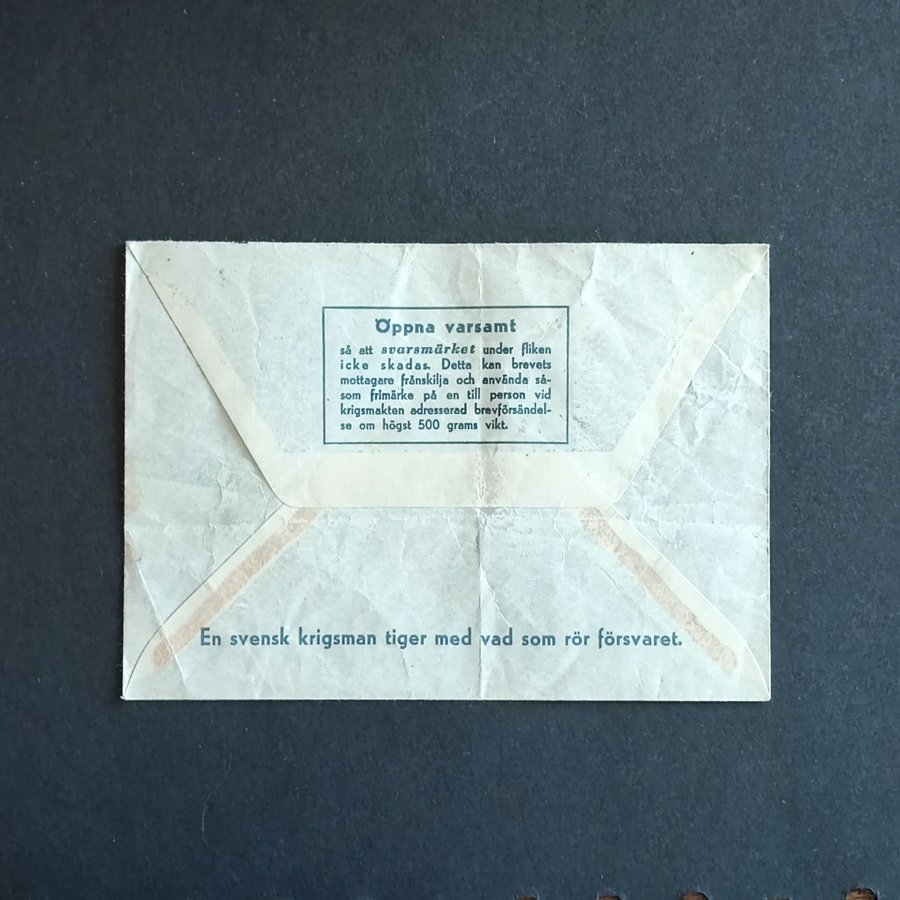 Öppna varsamt
så att svarsmärket under fliken
icke skadas. Detta kan brevets
mottagare frånskilja och använda så-
som frimärke på en till person vid
krigsmakten adresserad brevförsändel-
se om högst 500 grams vikt.
En svensk krigsman tiger med vad som rör försvaret.